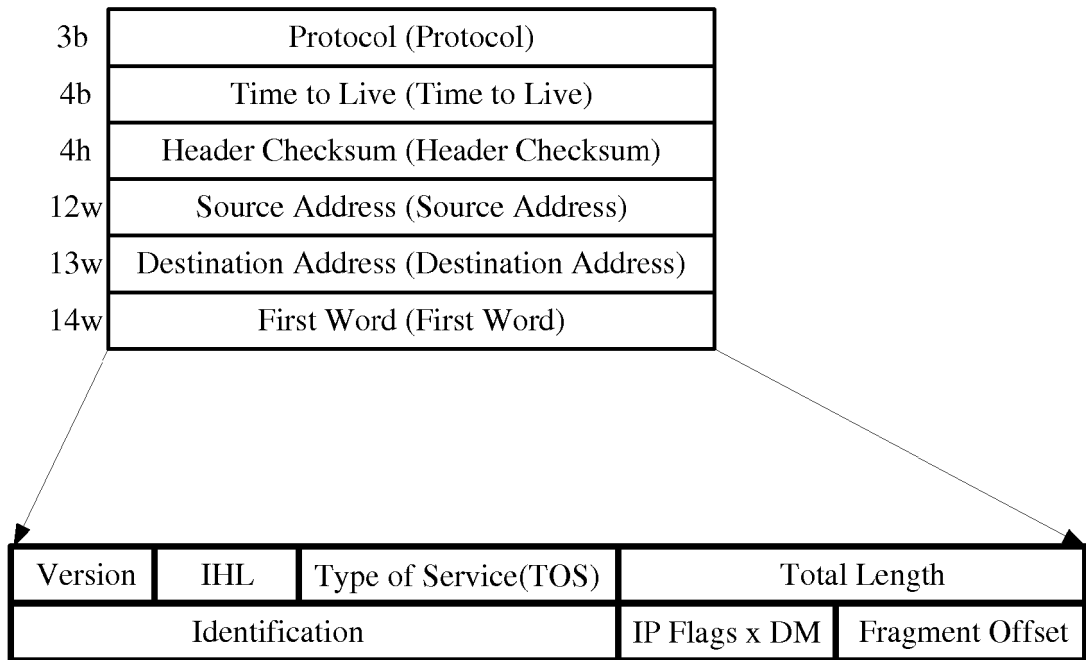 3b Protocol (Protocol)
4b Time to Live (Time to Live)
4h Header Checksum (Header Checksum)
12w Source Address (Source Address)
13w Destination Address (Destination Address)
14w First Word (First Word)
Version IHL Type of Service(TOS) Total Length
Identification IP Flags x DM Fragment Offset